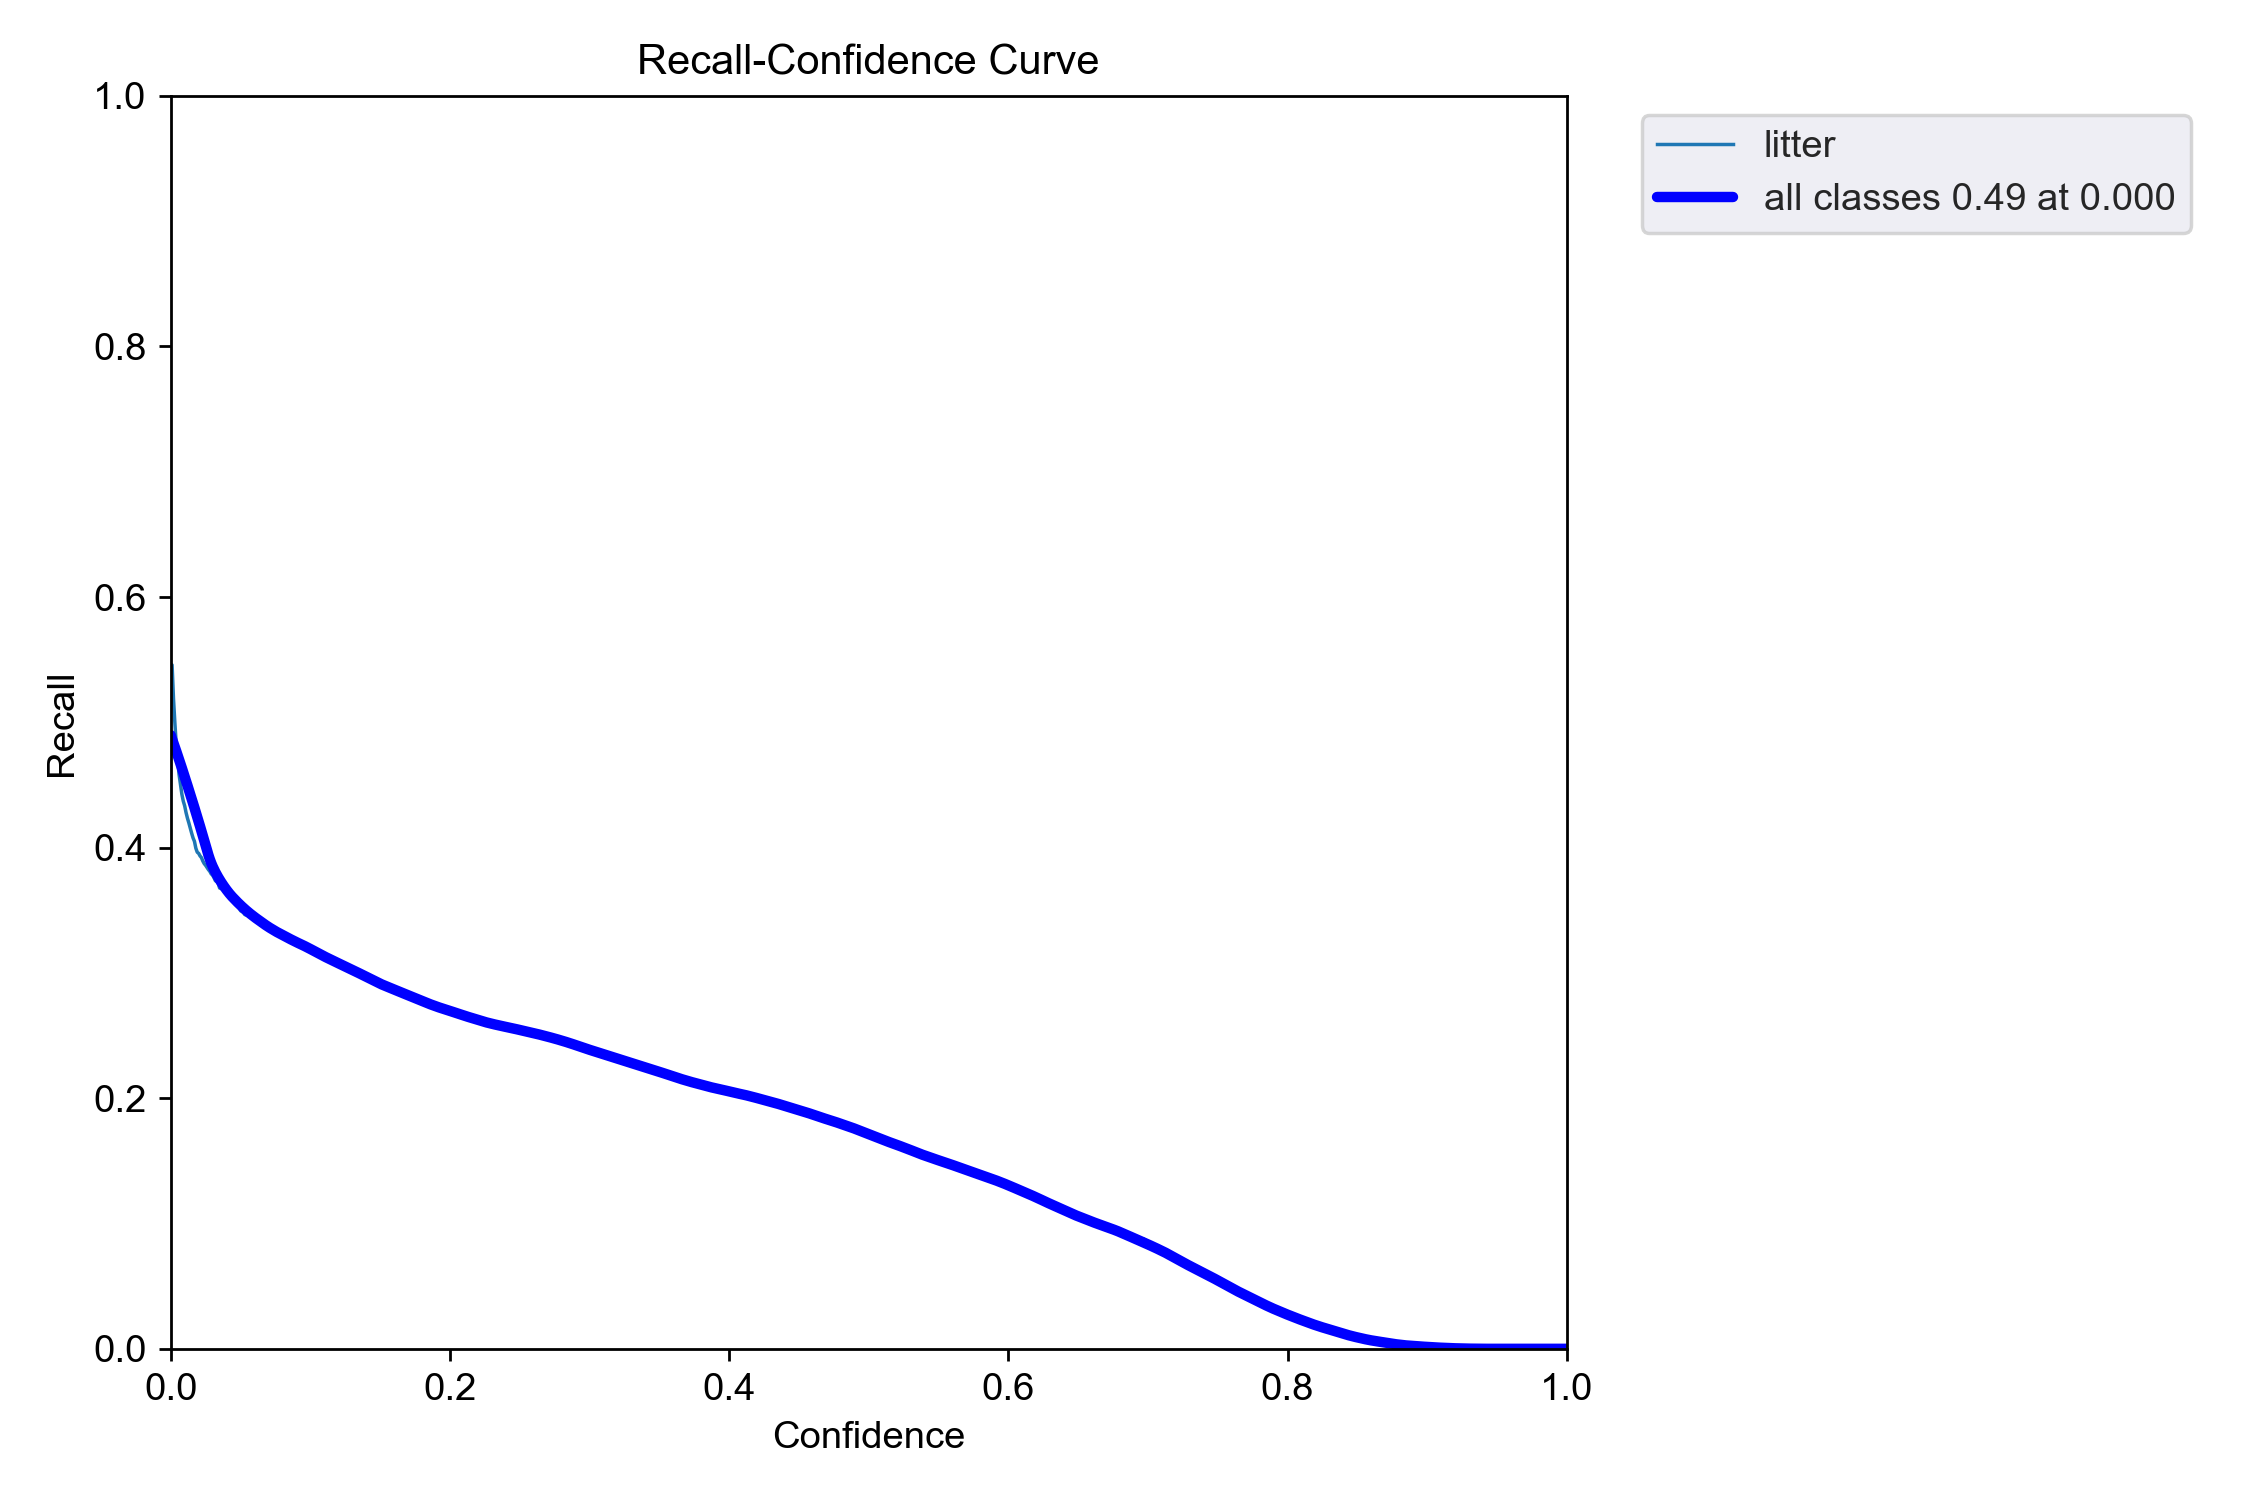 Recall-Confidence Curve
1.0
0.8
0.6
0.4
0.2
0.0
Recall
0.0 0.2 0.4 0.6 0.8 1.0
Confidence
litter
all classes 0.49 at 0.000